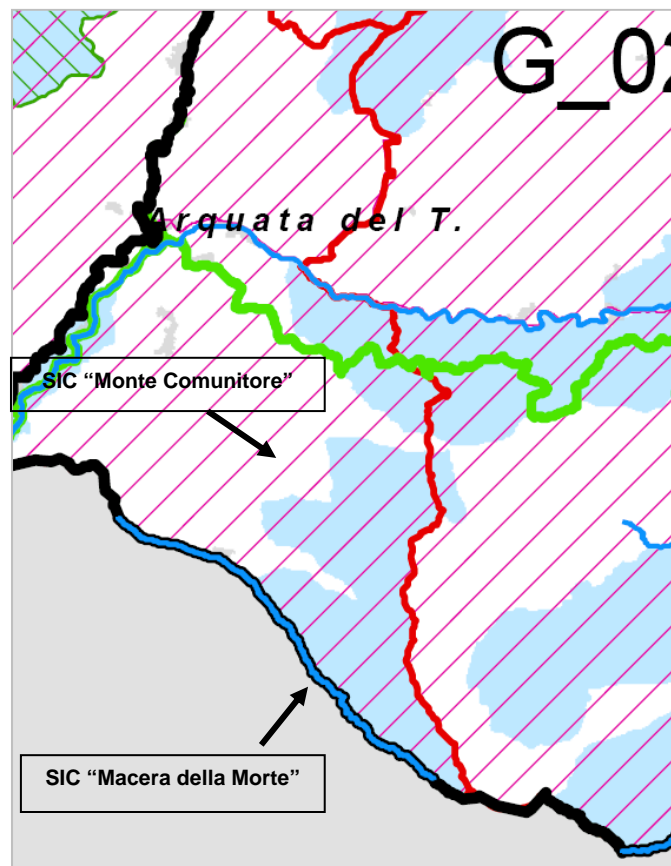 G_02
Arquata del T.
SIC “Monte Comunitore”
SIC “Macera della Morte”